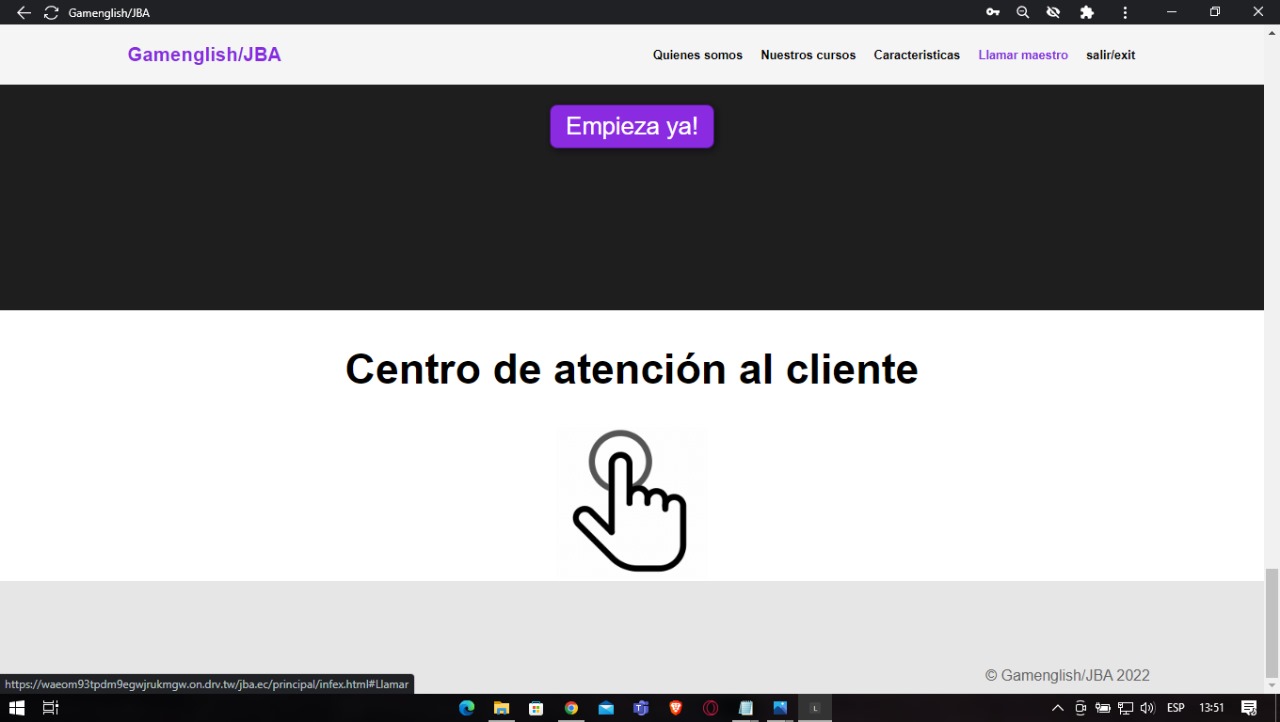 Gamenglish/JBA
Gamenglish/JBA
Quienes somos
Nuestros cursos
Caracteristicas
Llamar maestro
salir/exit
Empieza ya!
Centro de atención al cliente
© Gamenglish/JBA 2022
https://waeom93tpdm9egwjrukmgw.on.drv.tw/jba.ec/principal/infex.html#Llamar
L
ESP
13:51